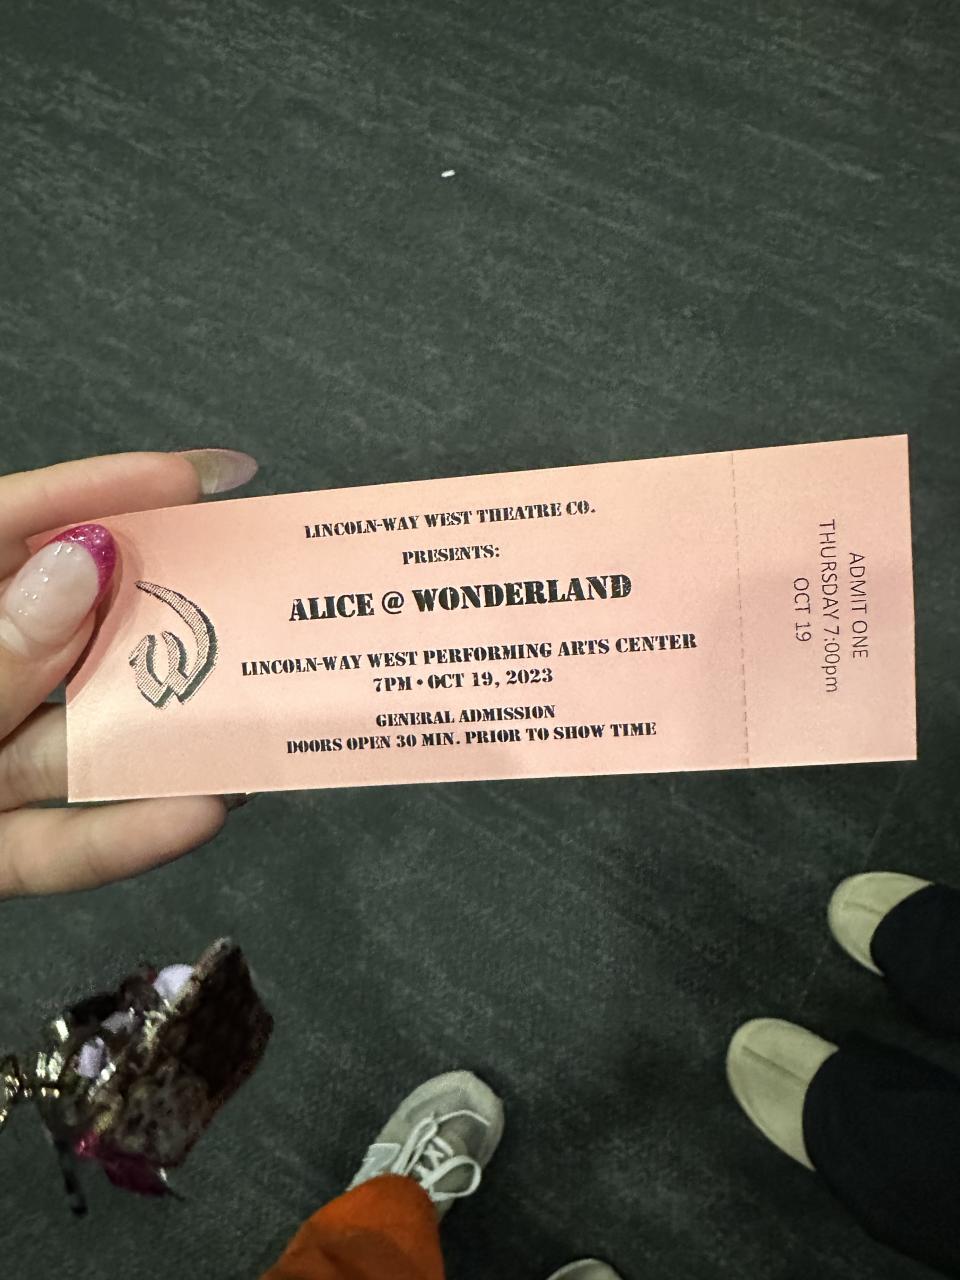 LINCOLN-WAY WEST THEATRE CO.
PRESENTS:
ALICE @ WONDERLAND
LINCOLN-WAY WEST PERFORMING ARTS CENTER
7PM • OCT 19, 2023
GENERAL ADMISSION
DOORS OPEN 30 MIN. PRIOR TO SHOW TIME
ADMIT ONE
THURSDAY 7:00pm
OCT 19